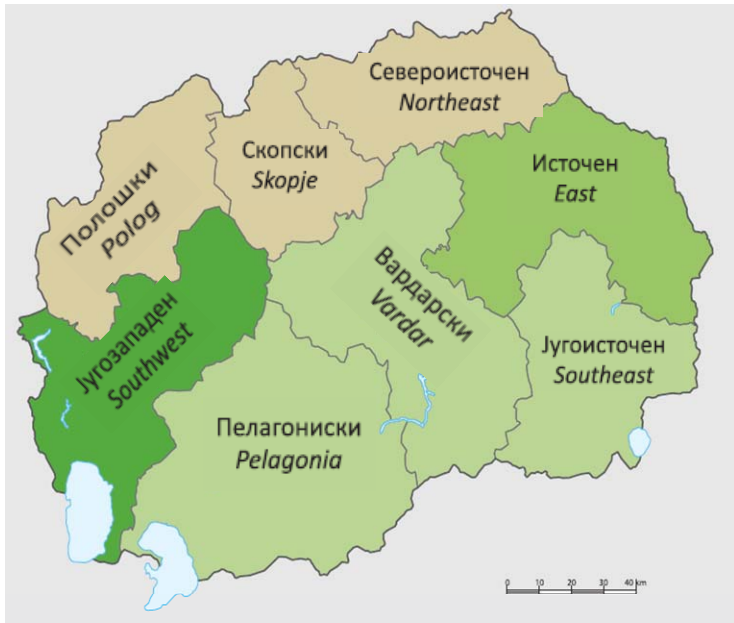 Североисточен
Northeast
Скопски
Skopje
Источен
East
Полошки
Polog
Вардарски
Vardar
Југозападен
Southwest
Југоисточен
Southeast
Пелагониски
Pelagonia
0 10 20 30 40 km